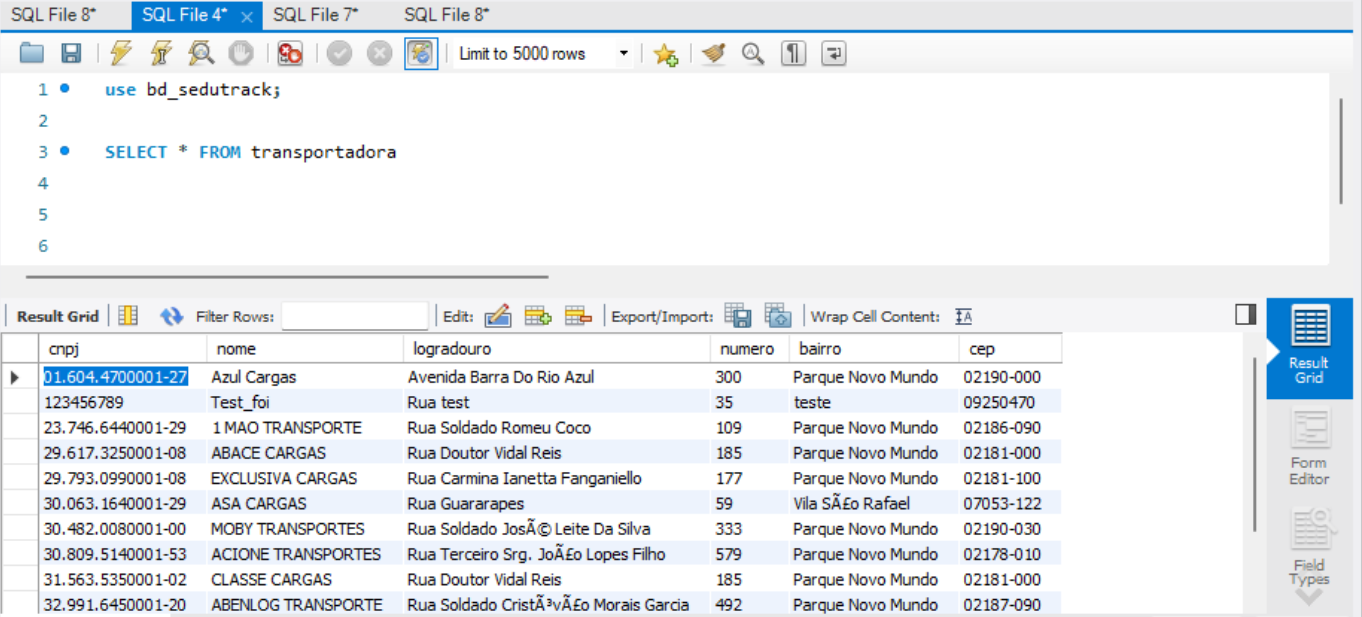 SQL File 8* SQL File 4* × SQL File 7* SQL File 8*
Limit to 5000 rows
1 use bd_sedutrack;
2
3 SELECT * FROM transportadora
4
5
6
Result Grid Filter Rows: Edit: Export/Import: Wrap Cell Content:
cnpj nome logradouro numero bairro cep
01.604.4700001-27 Azul Cargas Avenida Barra Do Rio Azul 300 Parque Novo Mundo 02190-000
123456789 Test_foi Rua test 35 teste 09250470
23.746.6440001-29 1 MAO TRANSPORTE Rua Soldado Romeu Coco 109 Parque Novo Mundo 02186-090
29.617.3250001-08 ABACE CARGAS Rua Doutor Vidal Reis 185 Parque Novo Mundo 02181-000
29.793.0990001-08 EXCLUSIVA CARGAS Rua Carmina Ianetta Fanganiello 177 Parque Novo Mundo 02181-100
30.063.1640001-29 ASA CARGAS Rua Guararapes 59 Vila SÃ£o Rafael 07053-122
30.482.0080001-00 MOBY TRANSPORTES Rua Soldado JosÃ© Leite Da Silva 333 Parque Novo Mundo 02190-030
30.809.5140001-53 ACIONE TRANSPORTES Rua Terceiro Srg. JoÃ£o Lopes Filho 579 Parque Novo Mundo 02178-010
31.563.5350001-02 CLASSE CARGAS Rua Doutor Vidal Reis 185 Parque Novo Mundo 02181-000
32.991.6450001-20 ABENLOG TRANSPORTE Rua Soldado CristÃ³vÃ£o Morais Garcia 492 Parque Novo Mundo 02187-090
Result
Grid
Form
Editor
Field
Types